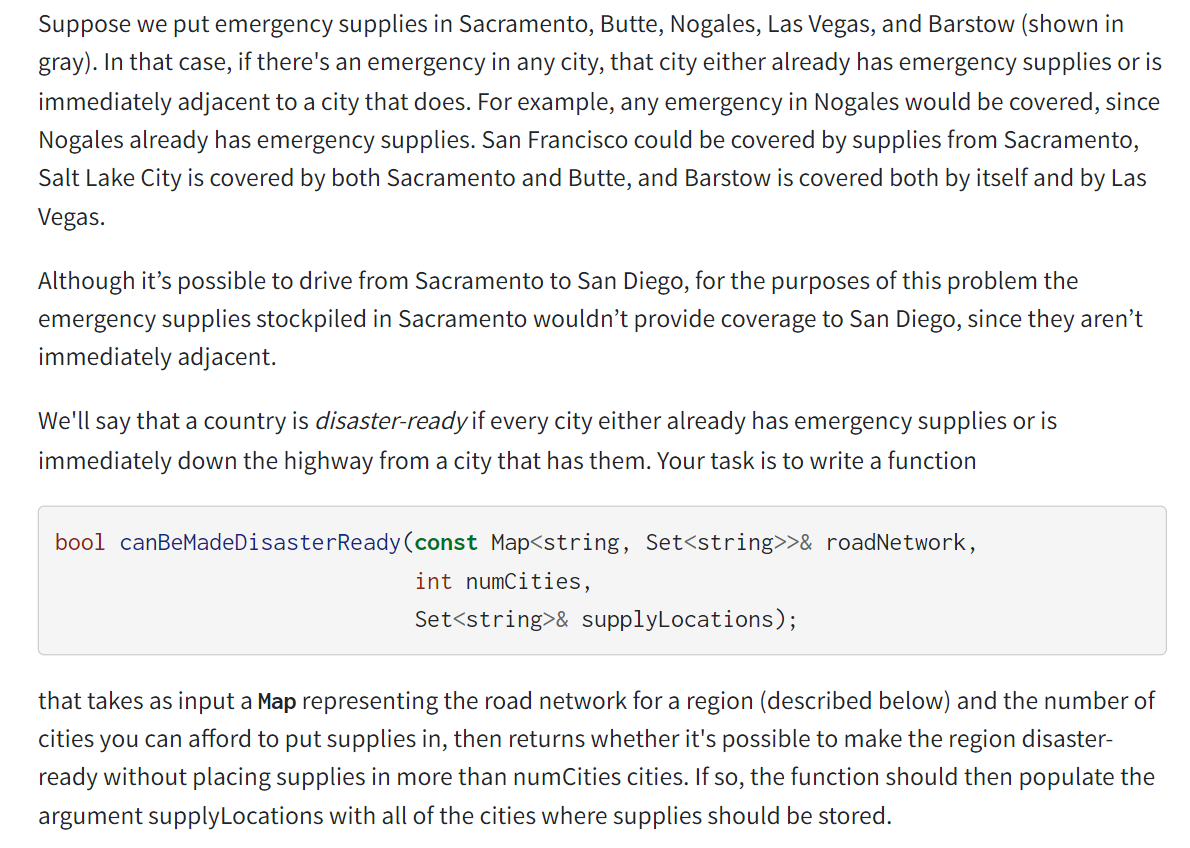 Suppose we put emergency supplies in Sacramento, Butte, Nogales, Las Vegas, and Barstow (shown in
gray). In that case, if there's an emergency in any city, that city either already has emergency supplies or is
immediately adjacent to a city that does. For example, any emergency in Nogales would be covered, since
Nogales already has emergency supplies. San Francisco could be covered by supplies from Sacramento,
Salt Lake City is covered by both Sacramento and Butte, and Barstow is covered both by itself and by Las
Vegas.
Although it’s possible to drive from Sacramento to San Diego, for the purposes of this problem the
emergency supplies stockpiled in Sacramento wouldn’t provide coverage to San Diego, since they aren’t
immediately adjacent.
We'll say that a country is disaster-ready if every city either already has emergency supplies or is
immediately down the highway from a city that has them. Your task is to write a function
bool canBeMadeDisasterReady(const Map<string, Set<string>>& roadNetwork,
int numCities,
Set<string>& supplyLocations);
that takes as input a Map representing the road network for a region (described below) and the number of
cities you can afford to put supplies in, then returns whether it's possible to make the region disaster-
ready without placing supplies in more than numCities cities. If so, the function should then populate the
argument supplyLocations with all of the cities where supplies should be stored.